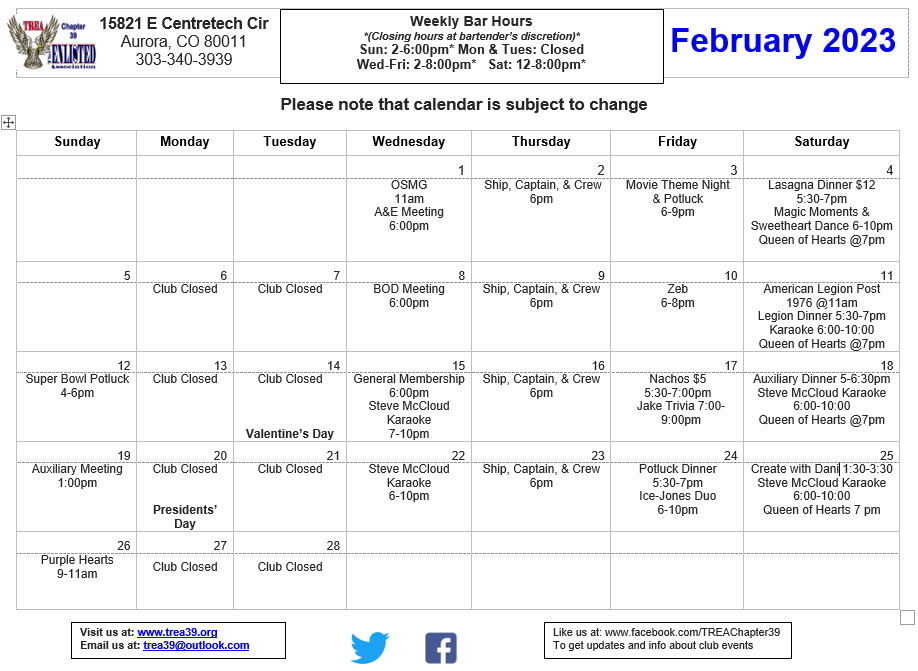 TREA Chapter
39
The ENLISTED
Association
15821 E Centretech Cir
Aurora, CO 80011
303-340-3939
Weekly Bar Hours
*(Closing hours at bartender's discretion)*
Sun: 2-6:00pm* Mon & Tues: Closed
Wed-Fri: 2-8:00pm* Sat: 12-8:00pm*
February 2023
Please note that calendar is subject to change
Sunday Monday Tuesday Wednesday Thursday Friday Saturday
1
OSMG
11am
A&E Meeting
6:00pm
2
Ship, Captain, & Crew
6pm
3
Movie Theme Night
& Potluck
6-9pm
4
Lasagna Dinner $12
5:30-7pm
Magic Moments &
Sweetheart Dance 6-10pm
Queen of Hearts @7pm
5
6
Club Closed
7
Club Closed
8
BOD Meeting
6:00pm
9
Ship, Captain, & Crew
6pm
10
Zeb
6-8pm
11
American Legion Post
1976 @11am
Legion Dinner 5:30-7pm
Karaoke 6:00-10:00
Queen of Hearts @7pm
12
Super Bowl Potluck
4-6pm
13
Club Closed
14
Club Closed
Valentine's Day
15
General Membership
6:00pm
Steve McCloud
Karaoke
7-10pm
16
Ship, Captain, & Crew
6pm
17
Nachos $5
5:30-7:00pm
Jake Trivia 7:00-
9:00pm
18
Auxiliary Dinner 5-6:30pm
Steve McCloud Karaoke
6:00-10:00
Queen of Hearts @7pm
19
Auxiliary Meeting
1:00pm
20
Club Closed
Presidents'
Day
21
Club Closed
22
Steve McCloud
Karaoke
6-10pm
23
Ship, Captain, & Crew
6pm
24
Potluck Dinner
5:30-7pm
Ice-Jones Duo
6-10pm
25
Create with Dani 1:30-3:30
Steve McCloud Karaoke
6:00-10:00
Queen of Hearts 7 pm
26
Purple Hearts
9-11am
27
Club Closed
28
Club Closed
Visit us at: www.trea39.org
Email us at: trea39@outlook.com
Like us at: www.facebook.com/TREAChapter39
To get updates and info about club events